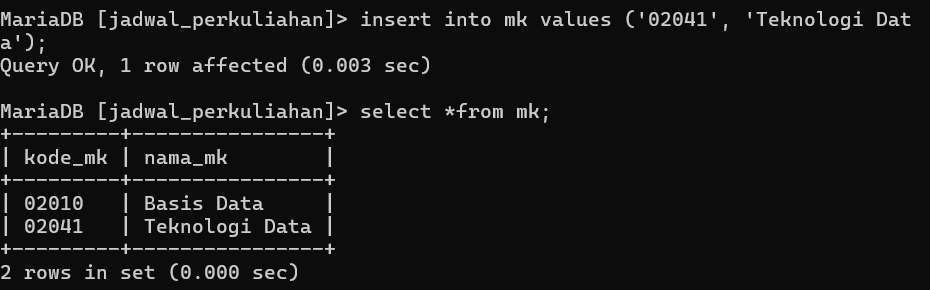 MariaDB [jadwal_perkuliahan]> insert into mk values ('02041', 'Teknologi Dat
a');
Query OK, 1 row affected (0.003 sec)

MariaDB [jadwal_perkuliahan]> select *from mk;
+---------+----------------+
| kode_mk | nama_mk        |
+---------+----------------+
| 02010   | Basis Data     |
| 02041   | Teknologi Data |
+---------+----------------+
2 rows in set (0.000 sec)